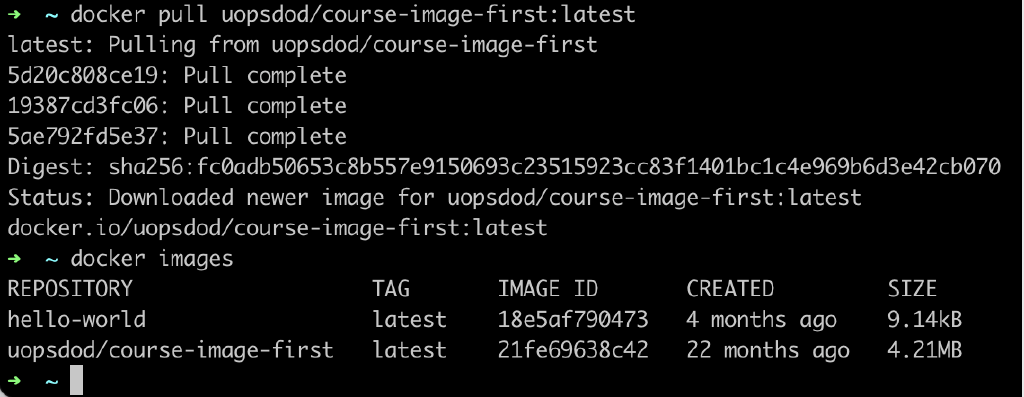 ➜  ~ docker pull uopsdod/course-image-first:latest
latest: Pulling from uopsdod/course-image-first
5d20c808ce19: Pull complete
19387cd3fc06: Pull complete
5ae792fd5e37: Pull complete
Digest: sha256:fc0adb50653c8b557e9150693c23515923cc83f1401bc1c4e969b6d3e42cb070
Status: Downloaded newer image for uopsdod/course-image-first:latest
docker.io/uopsdod/course-image-first:latest
➜  ~ docker images
REPOSITORY                   TAG       IMAGE ID       CREATED         SIZE
hello-world                  latest    18e5af790473   4 months ago    9.14kB
uopsdod/course-image-first   latest    21fe69638c42   22 months ago   4.21MB
➜  ~